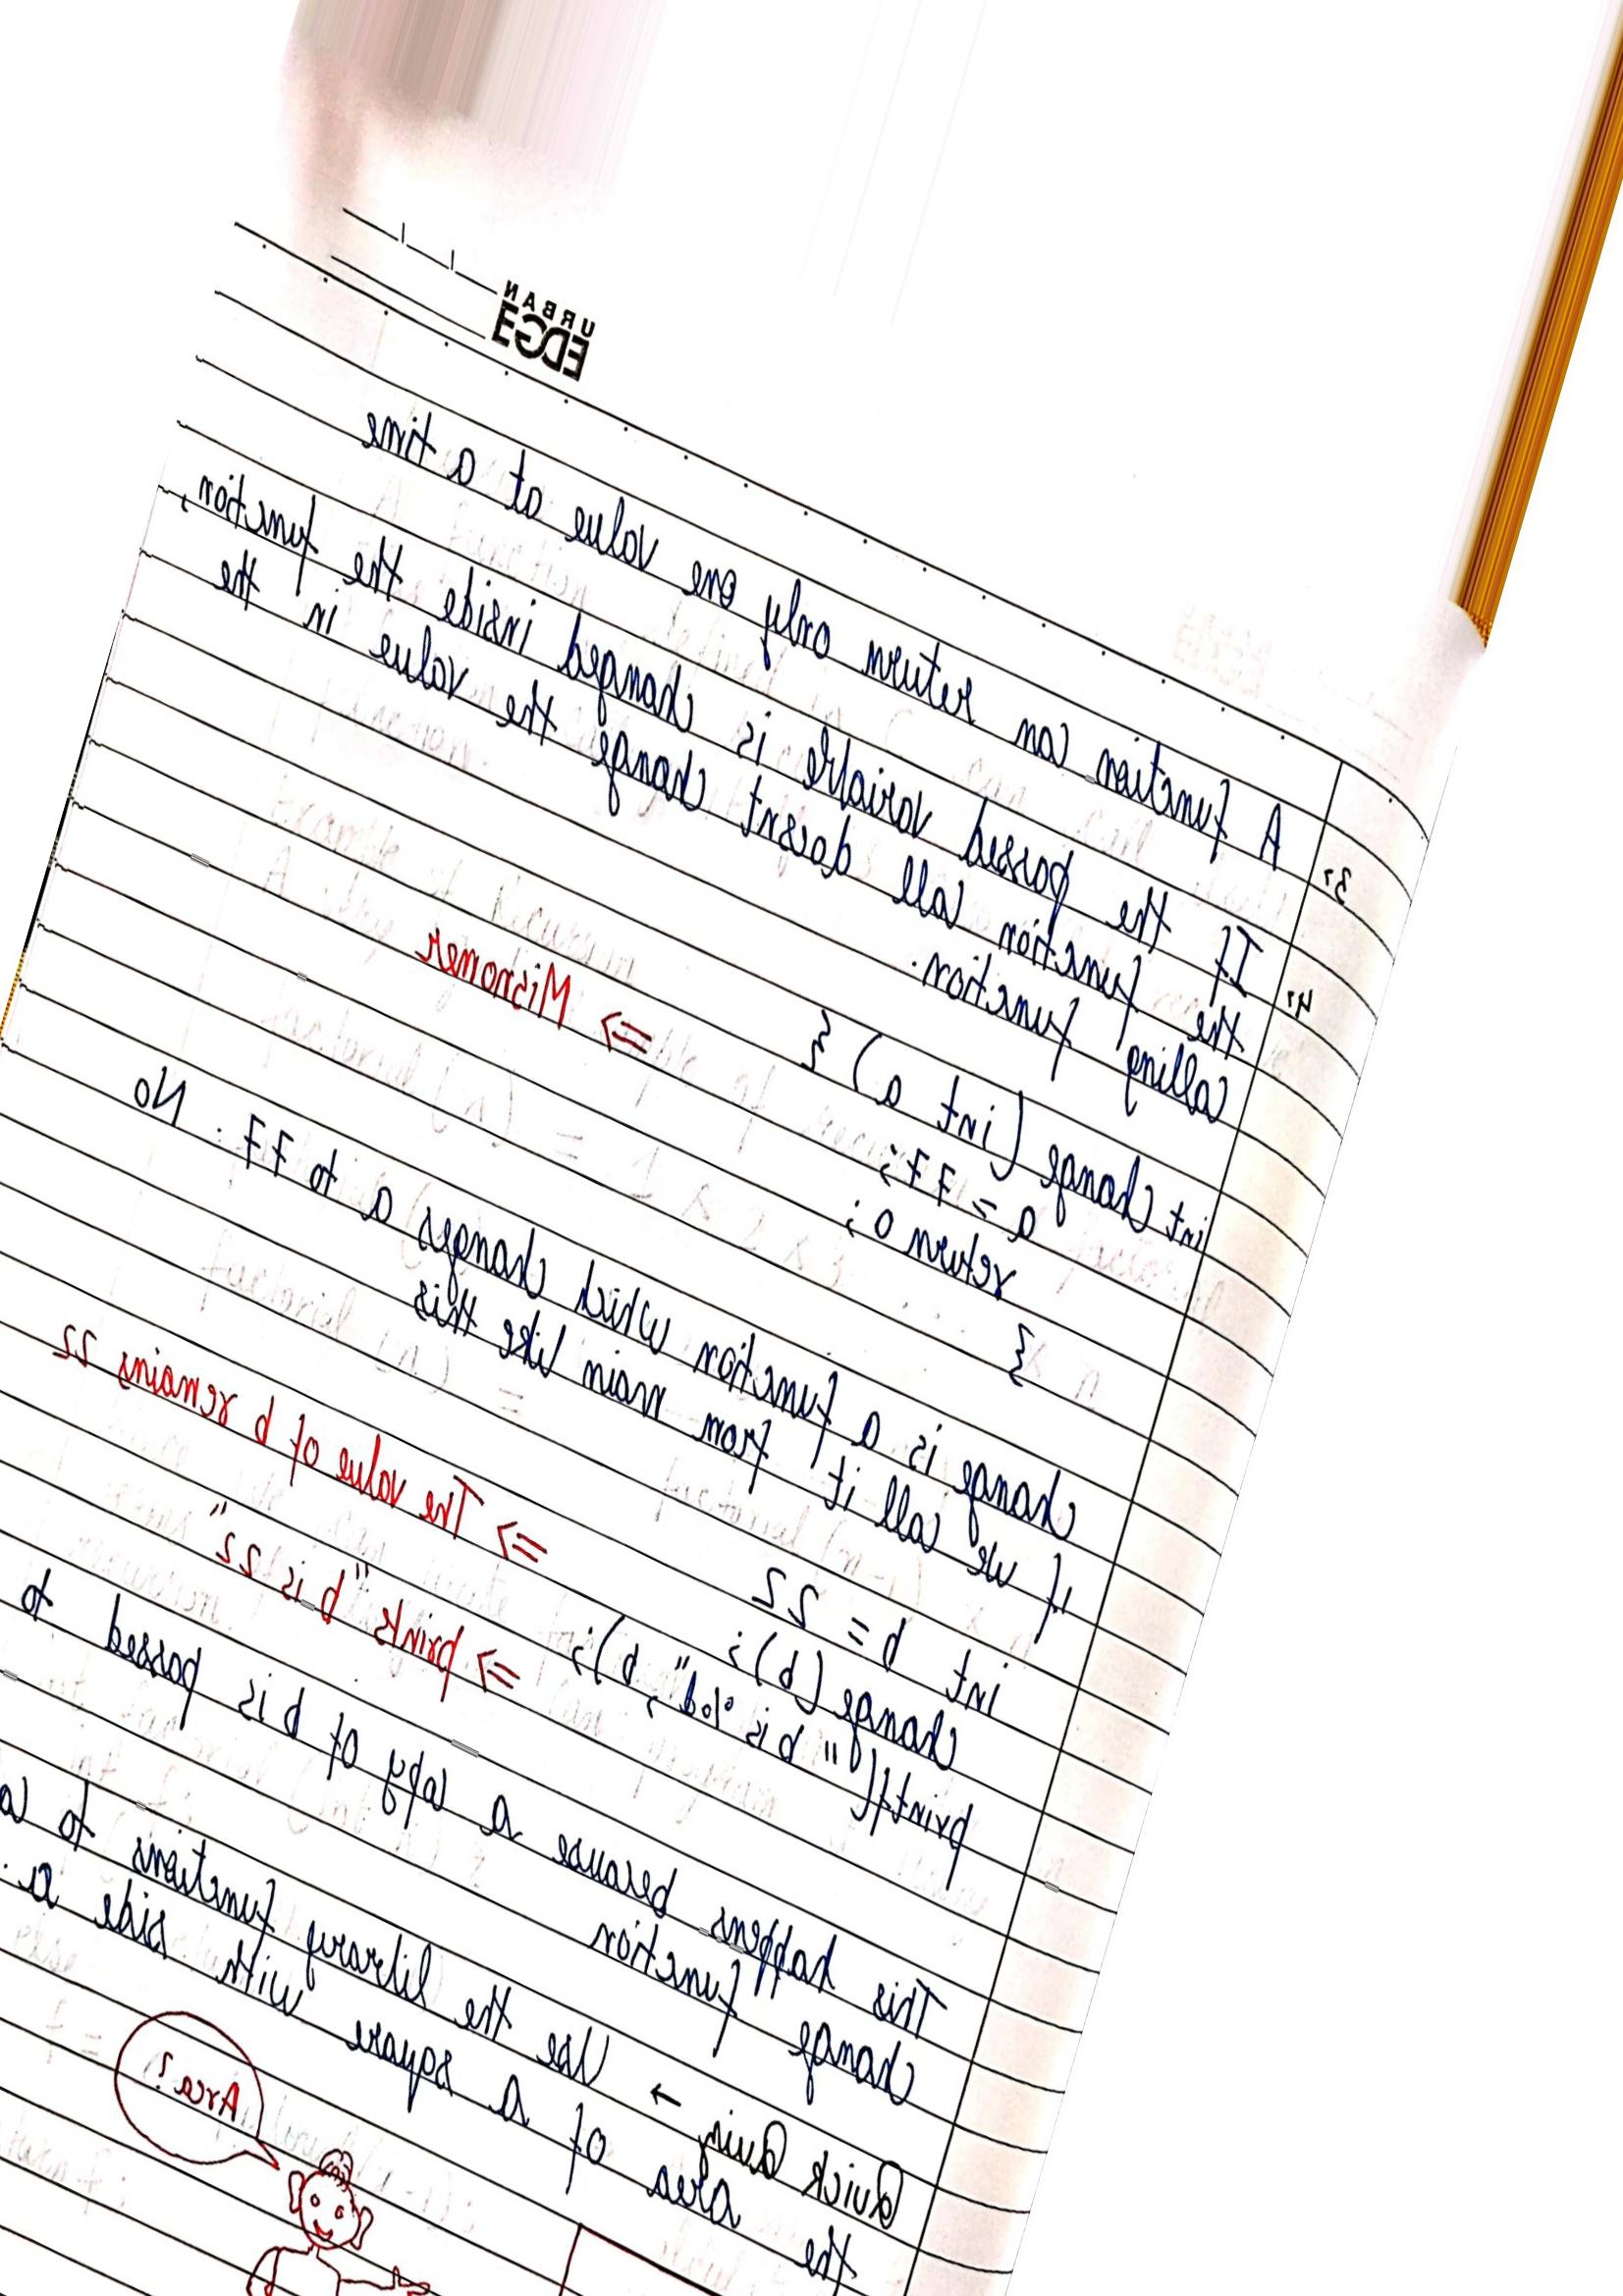 URBAN
EDGE
3, A function can return only one value at a time
4, If the passed variable is changed inside the function,
the function call doesn't change the value in the
calling function.
int change (int a) {
a = 77; => Misnomer
return 0;
}
change is a function which changes a to 77. No
if we call it from main like this
int b = 22
change (b); => The value of b remains 22
printf(" b is %d", b); => prints "b is 22"
This happens because a copy of b is passed to
change function
Quick Quiz → Use the library functions to
the area of a square with side a.
Area?